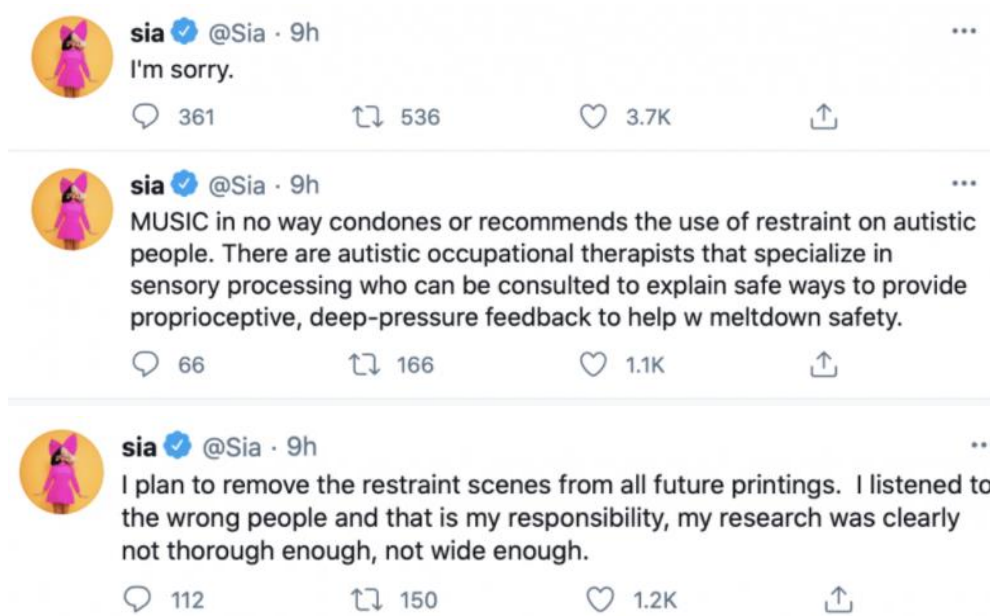 sia @Sia · 9h
I'm sorry.
361 536 3.7K
sia @Sia · 9h
MUSIC in no way condones or recommends the use of restraint on autistic
people. There are autistic occupational therapists that specialize in
sensory processing who can be consulted to explain safe ways to provide
proprioceptive, deep-pressure feedback to help w meltdown safety.
66 166 1.1K
sia @Sia · 9h
I plan to remove the restraint scenes from all future printings.  I listened to
the wrong people and that is my responsibility, my research was clearly
not thorough enough, not wide enough.
112 150 1.2K